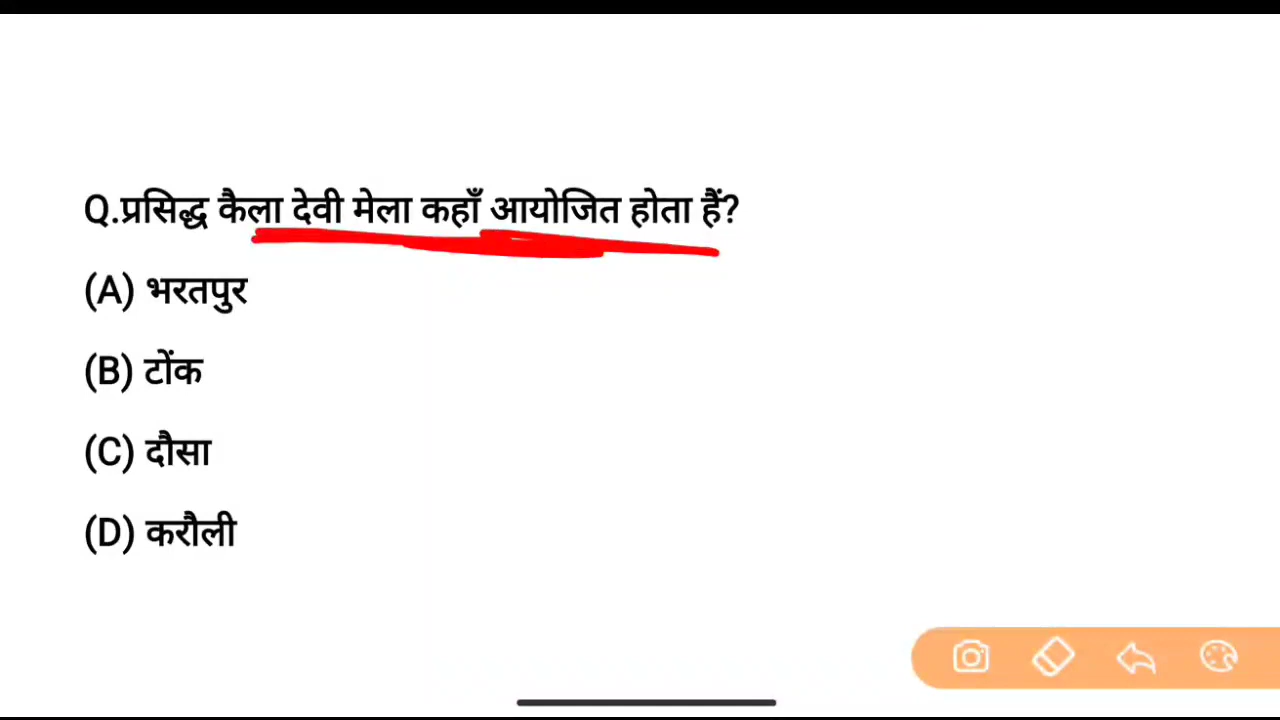 Q.प्रसिद्ध कैला देवी मेला कहाँ आयोजित होता हैं?
(A) भरतपुर
(B) टोंक
(C) दौसा
(D) करौली